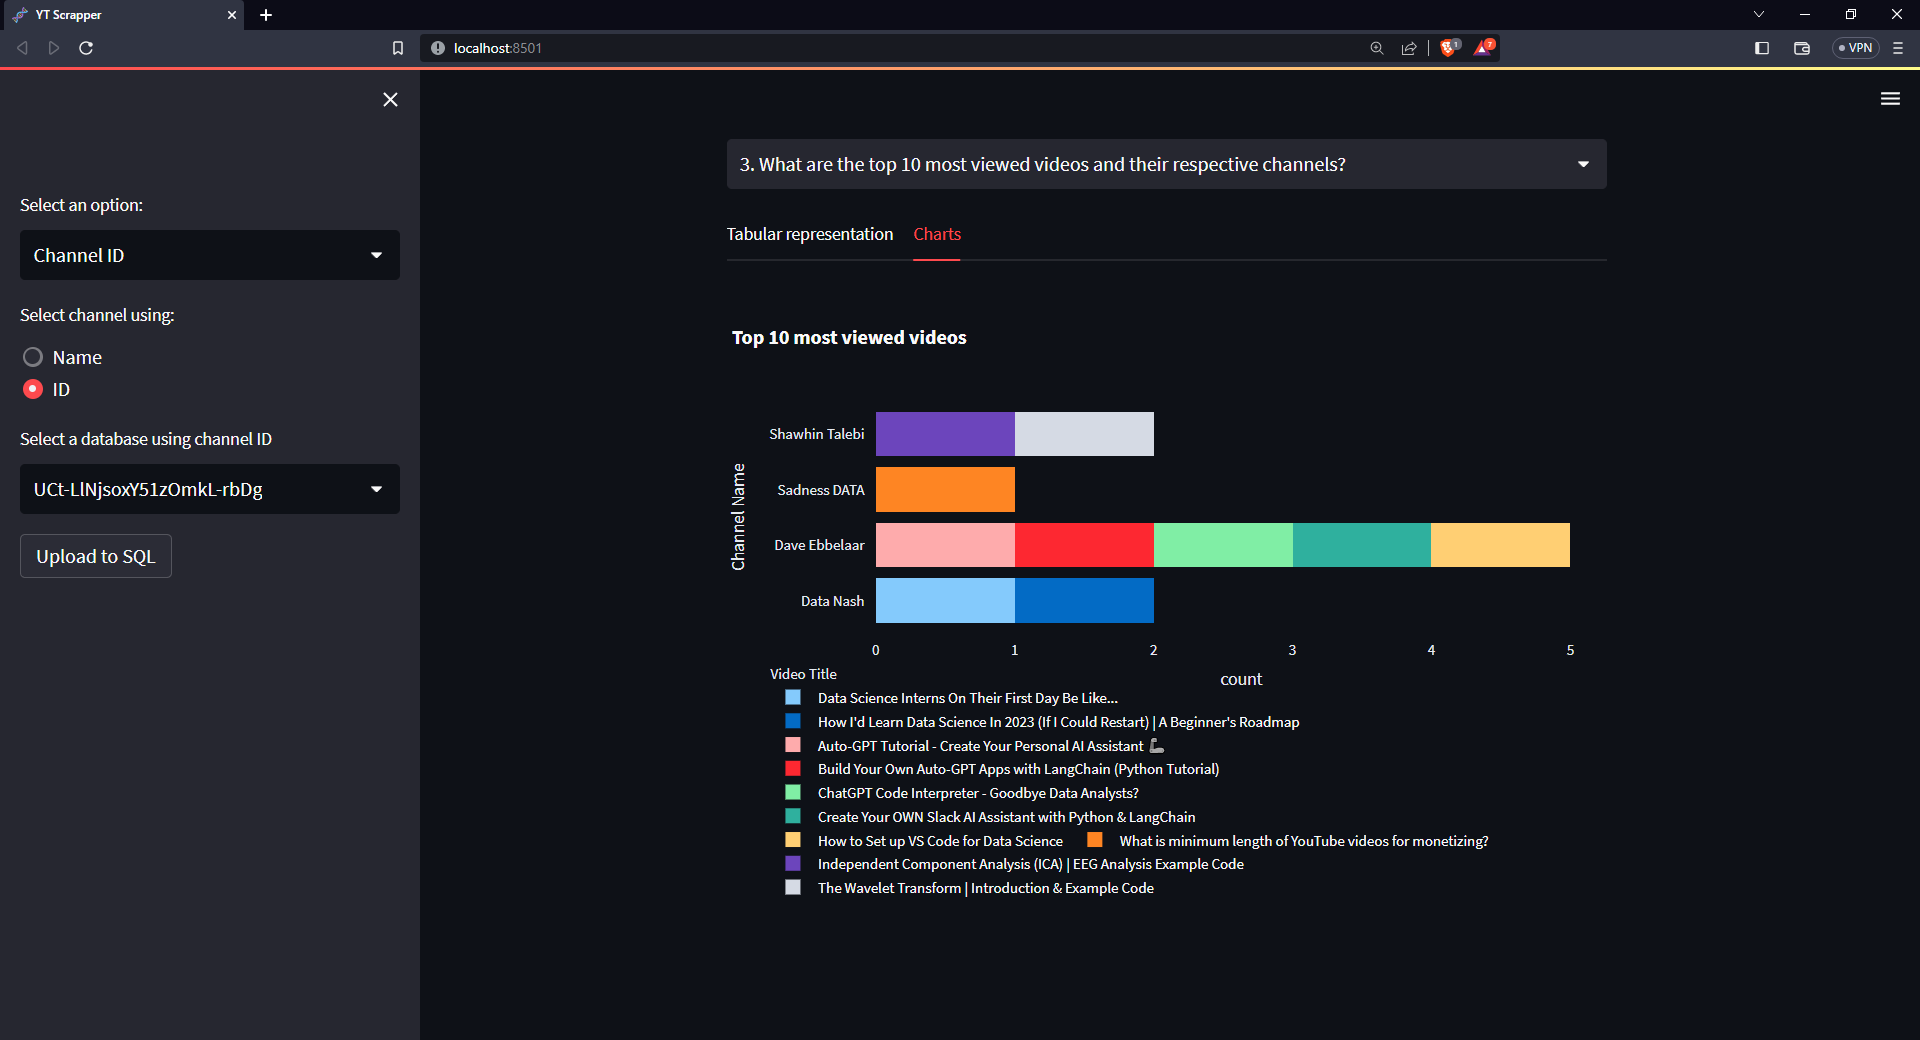 YT Scrapper
localhost:8501
1
7
VPN
Select an option:
Channel ID
Select channel using:
Name
ID
Select a database using channel ID
UCt-LlNjsoxY51zOmkL-rbDg
Upload to SQL
3. What are the top 10 most viewed videos and their respective channels?
Tabular representation Charts
Top 10 most viewed videos
Channel Name
Shawhin Talebi
Sadness DATA
Dave Ebbelaar
Data Nash
0 1 2 3 4 5
count
Video Title
Data Science Interns On Their First Day Be Like...
How I'd Learn Data Science In 2023 (If I Could Restart) | A Beginner's Roadmap
Auto-GPT Tutorial - Create Your Personal AI Assistant 🦾
Build Your Own Auto-GPT Apps with LangChain (Python Tutorial)
ChatGPT Code Interpreter - Goodbye Data Analysts?
Create Your OWN Slack AI Assistant with Python & LangChain
How to Set up VS Code for Data Science What is minimum length of YouTube videos for monetizing?
Independent Component Analysis (ICA) | EEG Analysis Example Code
The Wavelet Transform | Introduction & Example Code